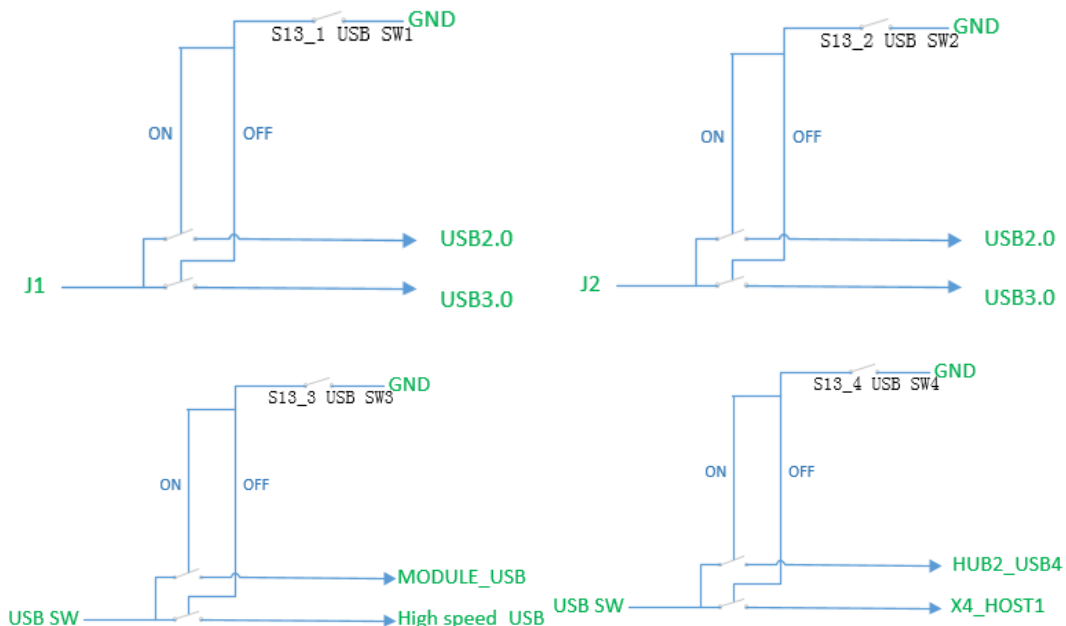 GND
S13_1 USB SW1
ON
OFF
USB2.0
J1
USB3.0
GND
S13_2 USB SW2
ON
OFF
USB2.0
J2
USB3.0
GND
S13_3 USB SW3
ON
OFF
MODULE_USB
USB SW
High speed_USB
GND
S13_4 USB SW4
ON
OFF
HUB2_USB4
USB SW
X4_HOST1